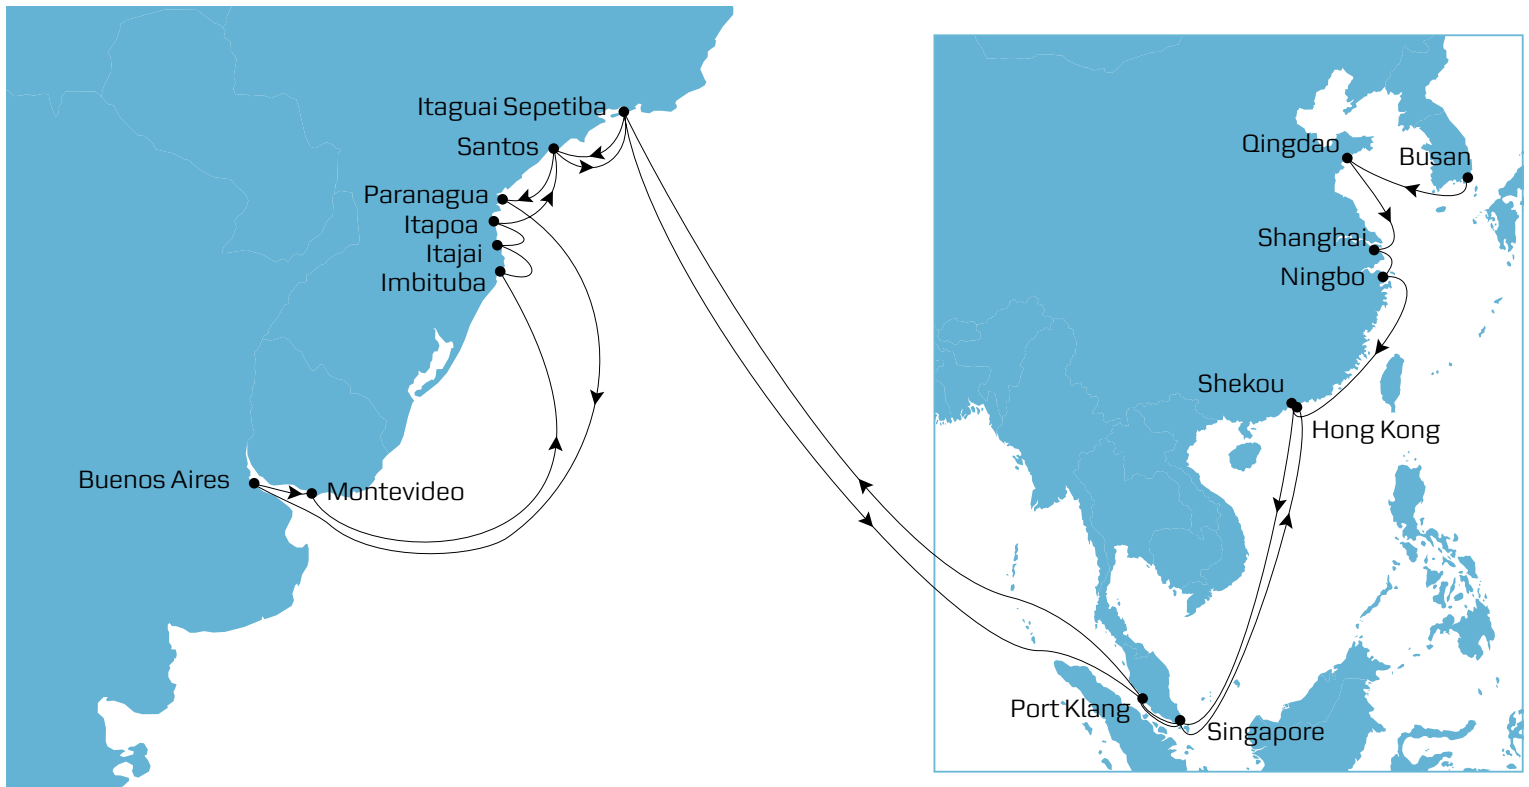 Itaguai Sepetiba
Santos
Paranagua
Itapoa
Itajai
Imbituba
Buenos Aires
Montevideo
Qingdao
Busan
Shanghai
Ningbo
Shekou
Hong Kong
Port Klang
Singapore